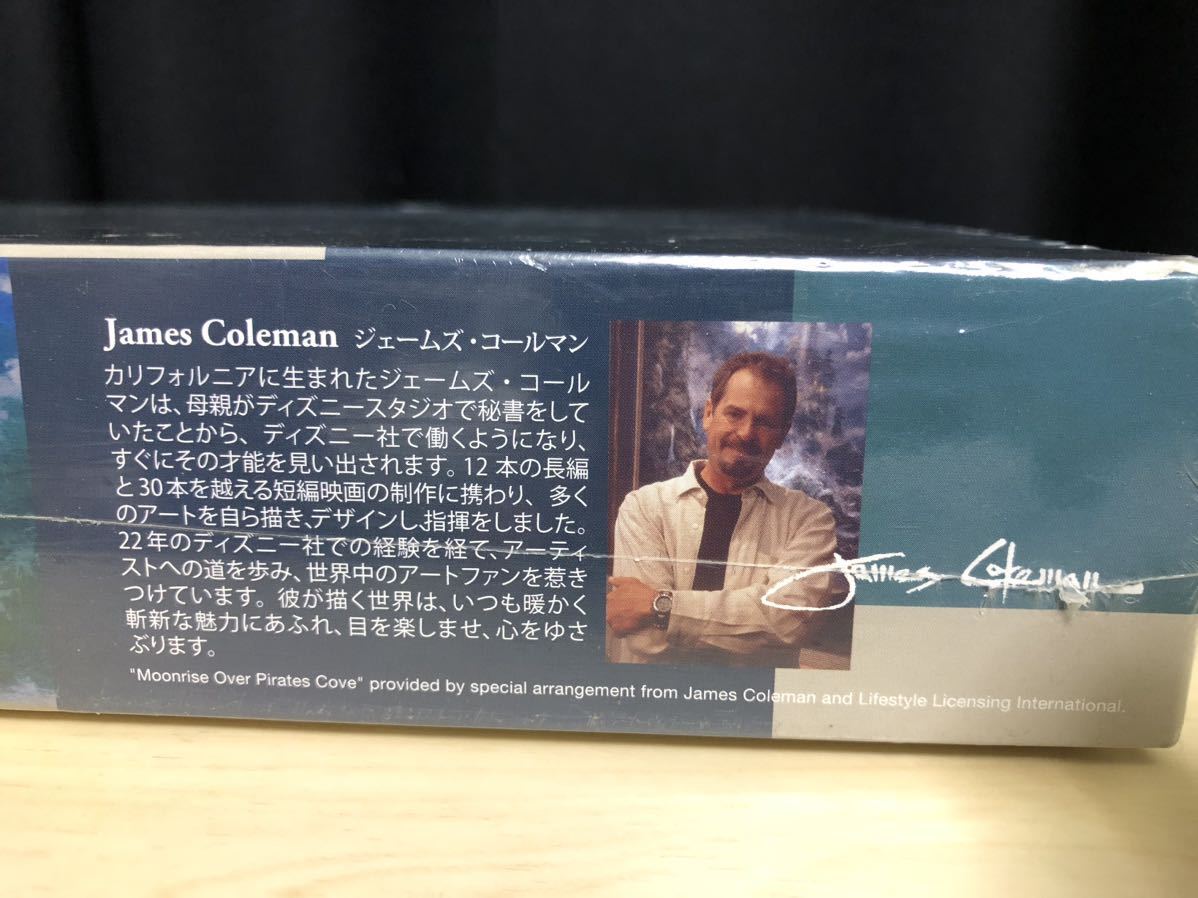 James Coleman ジェームズ・コールマン
カリフォルニアに生まれたジェームズ・コール
マンは、母親がディズニースタジオで秘書をして
いたことから、ディズニー社で働くようになり、
すぐにその才能を見い出されます。12本の長編
と30本を越える短編映画の制作に携わり、多く
のアートを自ら描き、デザインし、指揮をしました。
22年のディズニー社での経験を経て、アーティ
ストへの道を歩み、世界中のアートファンを惹き
つけています。彼が描く世界は、いつも暖かく
斬新な魅力にあふれ、目を楽しませ、心をゆさ
ぶります。
James Coleman
"Moonrise Over Pirates Cove" provided by special arrangement from James Coleman and Lifestyle Licensing International.